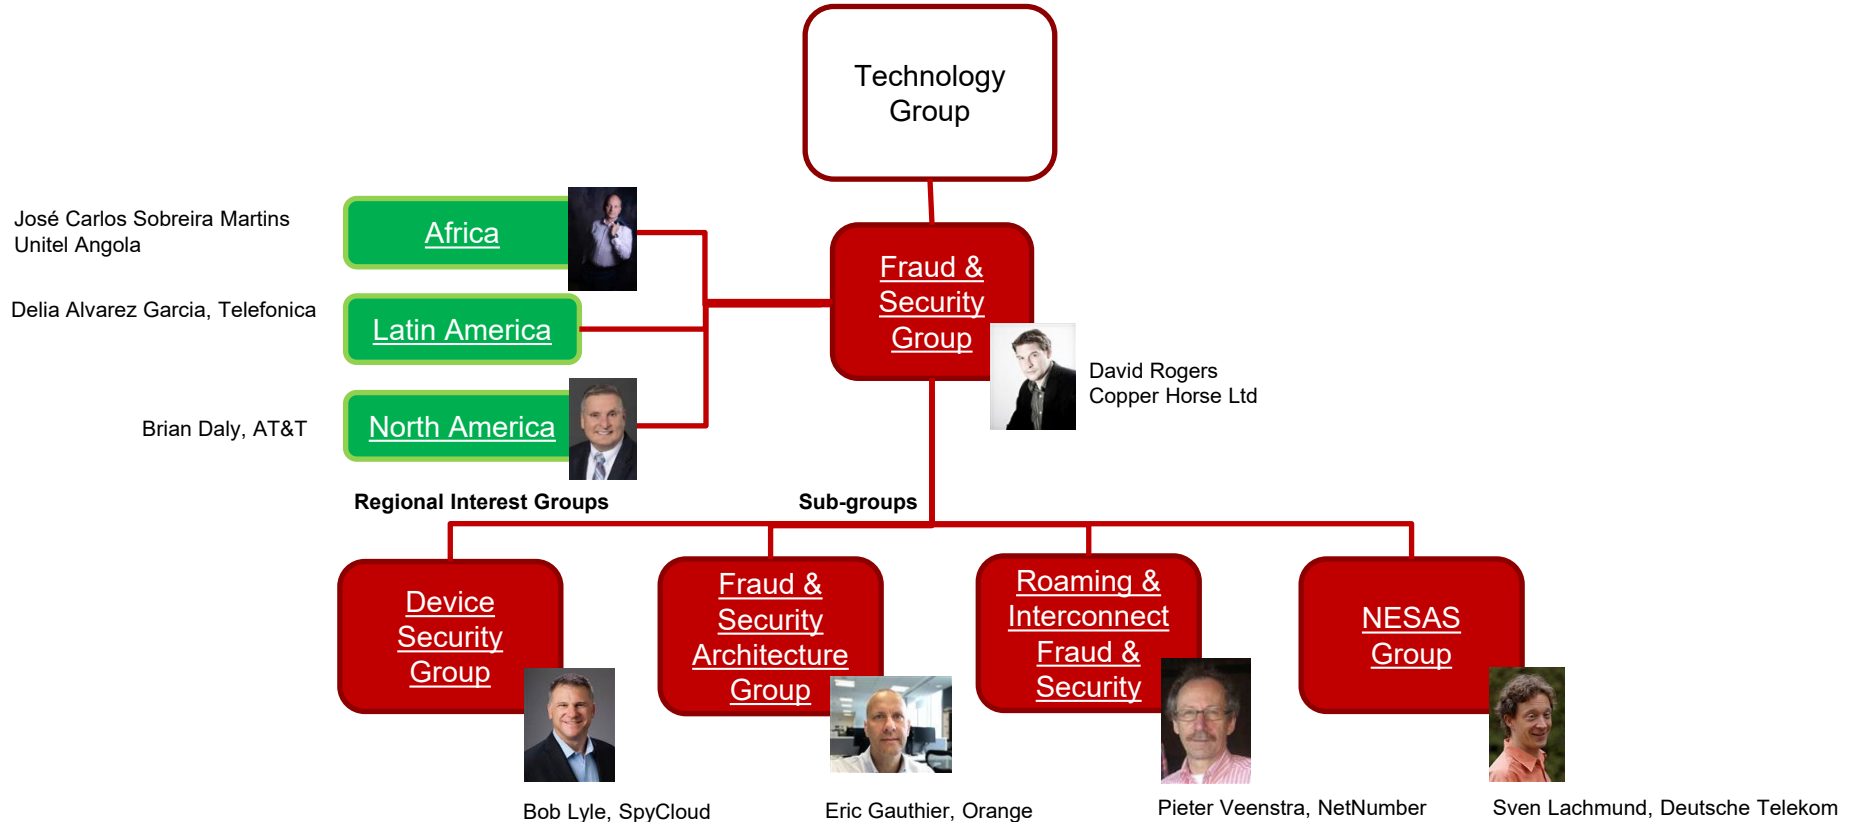 Technology
Group
José Carlos Sobreira Martins
Unitel Angola
Africa
Fraud &
Security
Group
Delia Alvarez Garcia, Telefonica
Latin America
David Rogers
Copper Horse Ltd
Brian Daly, AT&T
North America
Regional Interest Groups
Sub-groups
Device
Security
Group
Fraud &
Security
Architecture
Group
Roaming &
Interconnect
Fraud &
Security
NESAS
Group
Bob Lyle, SpyCloud
Eric Gauthier, Orange
Pieter Veenstra, NetNumber
Sven Lachmund, Deutsche Telekom